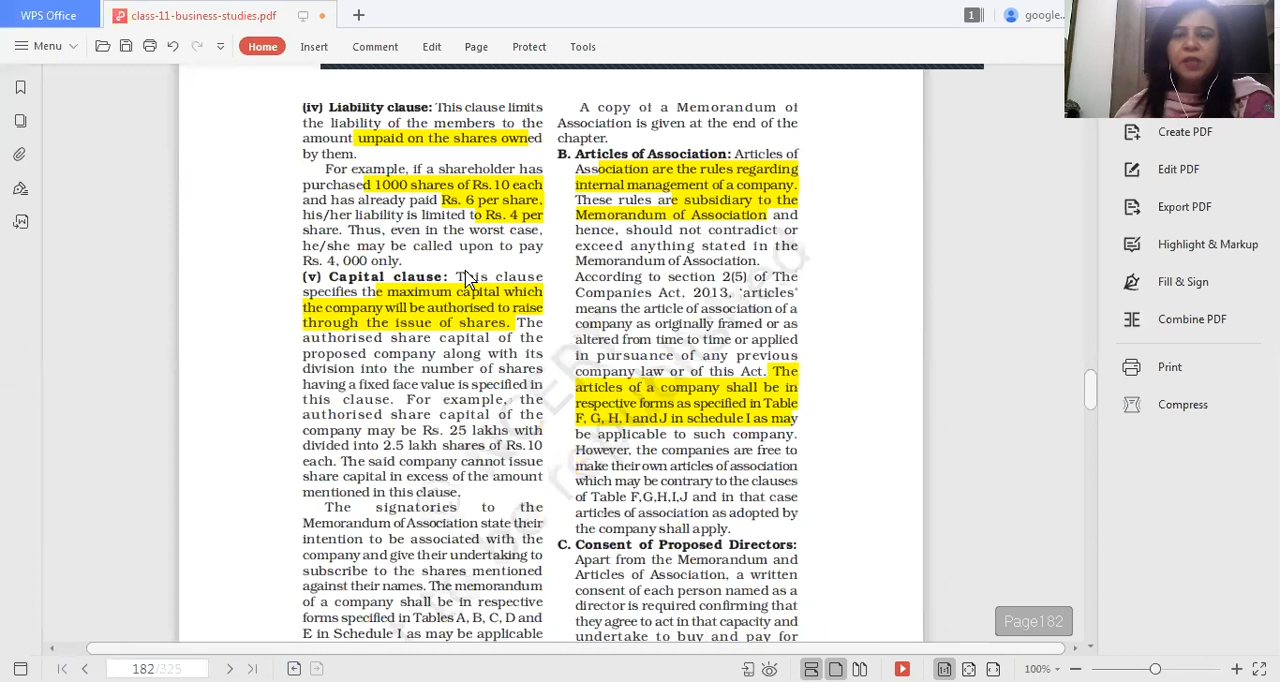 WPS Office
class-11-business-studies.pdf
1
google...
Menu
Home
Insert
Comment
Edit
Page
Protect
Tools
(iv) Liability clause: This clause limits
the liability of the members to the
amount unpaid on the shares owned
by them.
For example, if a shareholder has
purchased 1000 shares of Rs.10 each
and has already paid Rs. 6 per share,
his/her liability is limited to Rs. 4 per
share. Thus, even in the worst case,
he/she may be called upon to pay
Rs. 4, 000 only.
(v) Capital clause: This clause
specifies the maximum capital which
the company will be authorised to raise
through the issue of shares. The
authorised share capital of the
proposed company along with its
division into the number of shares
having a fixed face value is specified in
this clause. For example, the
authorised share capital of the
company may be Rs. 25 lakhs with
divided into 2.5 lakh shares of Rs.10
each. The said company cannot issue
share capital in excess of the amount
mentioned in this clause.
The signatories to the
Memorandum of Association state their
intention to be associated with the
company and give their undertaking to
subscribe to the shares mentioned
against their names. The memorandum
of a company shall be in respective
forms specified in Tables A, B, C, D and
E in Schedule I as may be applicable
A copy of a Memorandum of
Association is given at the end of the
chapter.
B. Articles of Association: Articles of
Association are the rules regarding
internal management of a company.
These rules are subsidiary to the
Memorandum of Association and
hence, should not contradict or
exceed anything stated in the
Memorandum of Association.
According to section 2(5) of The
Companies Act, 2013, 'articles'
means the article of association of a
company as originally framed or as
altered from time to time or applied
in pursuance of any previous
company law or of this Act. The
articles of a company shall be in
respective forms as specified in Table
F, G, H, I and J in schedule I as may
be applicable to such company.
However, the companies are free to
make their own articles of association
which may be contrary to the clauses
of Table F,G,H,I,J and in that case
articles of association as adopted by
the company shall apply.
C. Consent of Proposed Directors:
Apart from the Memorandum and
Articles of Association, a written
consent of each person named as a
director is required confirming that
they agree to act in that capacity and
undertake to buy and pay for
Create PDF
Edit PDF
Export PDF
Highlight & Markup
Fill & Sign
Combine PDF
Print
Compress
Page182
182/325
100%